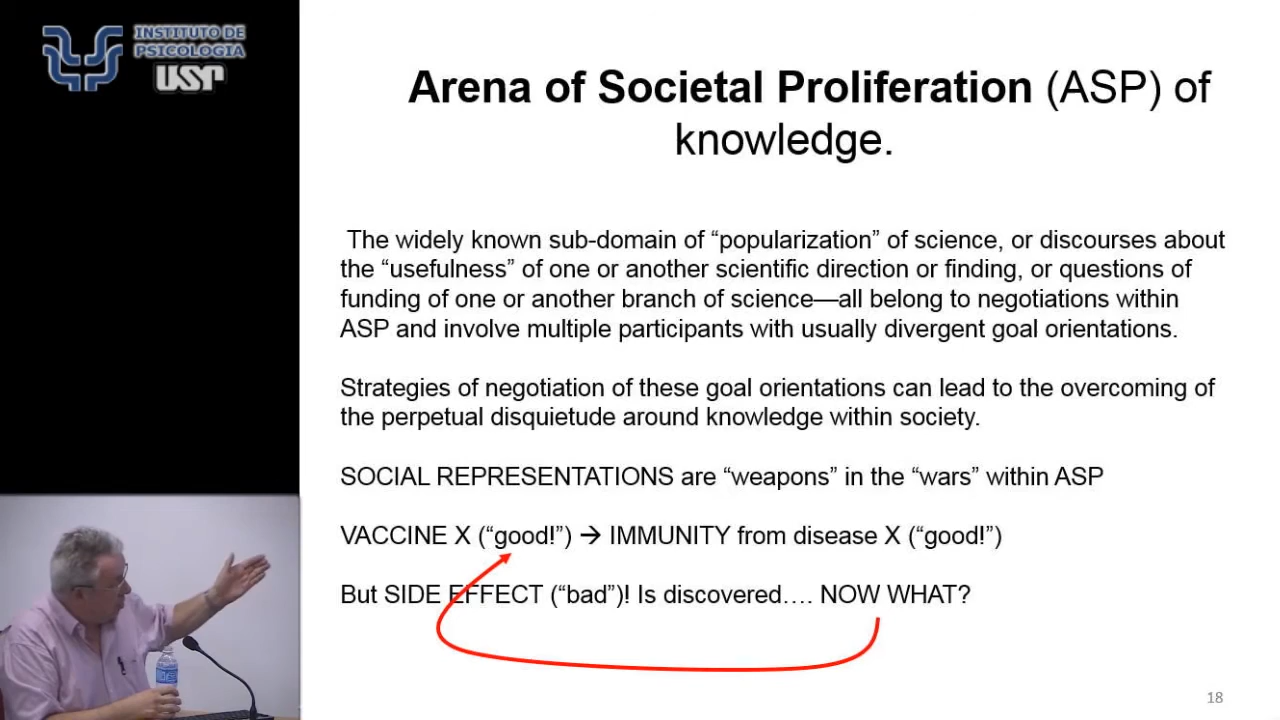 INSTITUTO DE
PSICOLOGIA
USP
Arena of Societal Proliferation (ASP) of
knowledge.
The widely known sub-domain of “popularization” of science, or discourses about
the “usefulness” of one or another scientific direction or finding, or questions of
funding of one or another branch of science—all belong to negotiations within
ASP and involve multiple participants with usually divergent goal orientations.
Strategies of negotiation of these goal orientations can lead to the overcoming of
the perpetual disquietude around knowledge within society.
SOCIAL REPRESENTATIONS are “weapons” in the “wars” within ASP
VACCINE X (“good!”) → IMMUNITY from disease X (“good!”)
But SIDE EFFECT (“bad”)! Is discovered…. NOW WHAT?
18